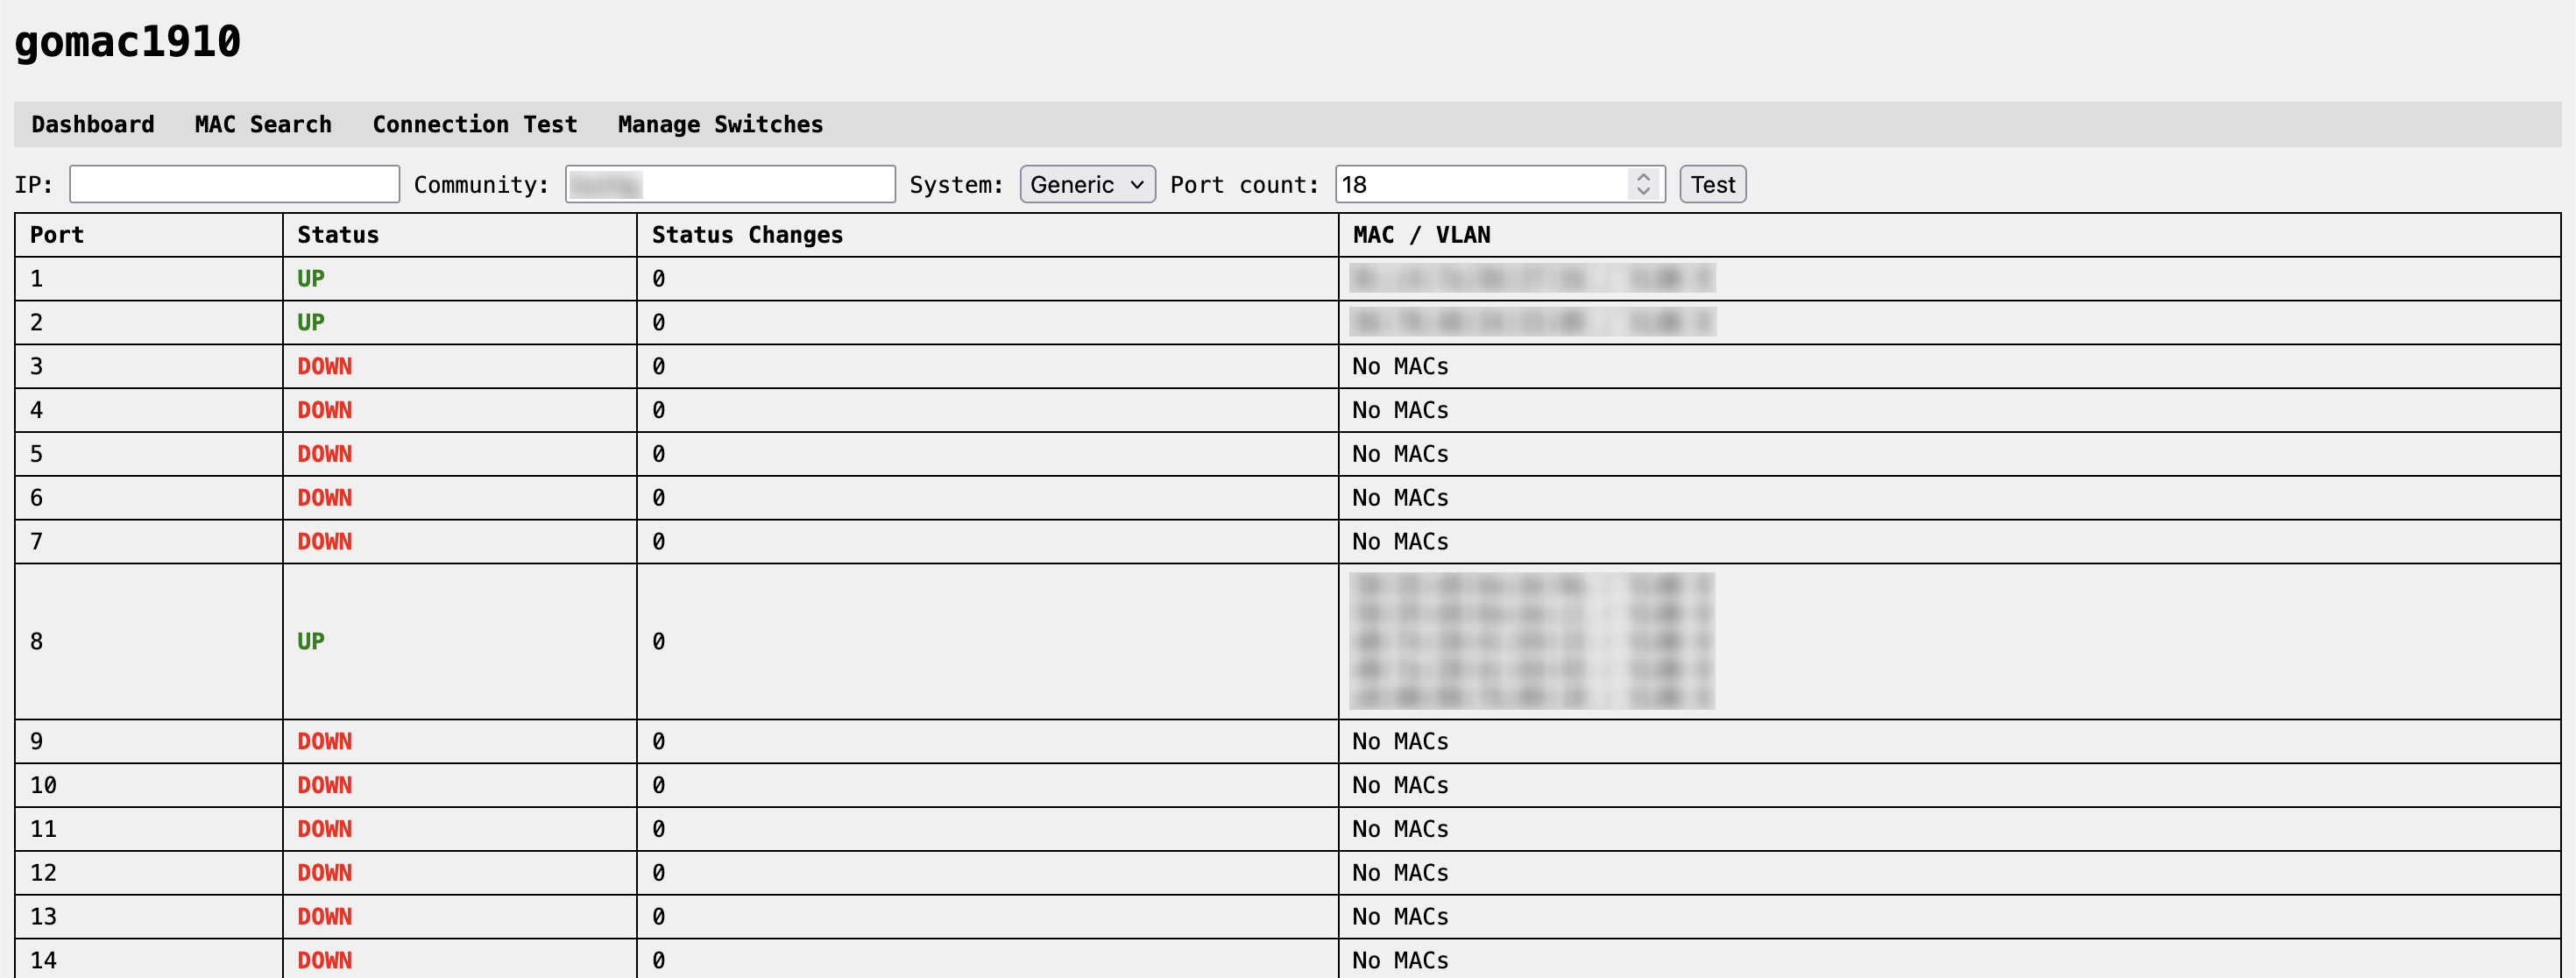 gomac1910
Dashboard MAC Search Connection Test Manage Switches
IP: Community: System: Generic Port count: 18 Test
Port Status Status Changes MAC / VLAN
1 UP 0
2 UP 0
3 DOWN 0 No MACs
4 DOWN 0 No MACs
5 DOWN 0 No MACs
6 DOWN 0 No MACs
7 DOWN 0 No MACs
8 UP 0
9 DOWN 0 No MACs
10 DOWN 0 No MACs
11 DOWN 0 No MACs
12 DOWN 0 No MACs
13 DOWN 0 No MACs
14 DOWN 0 No MACs